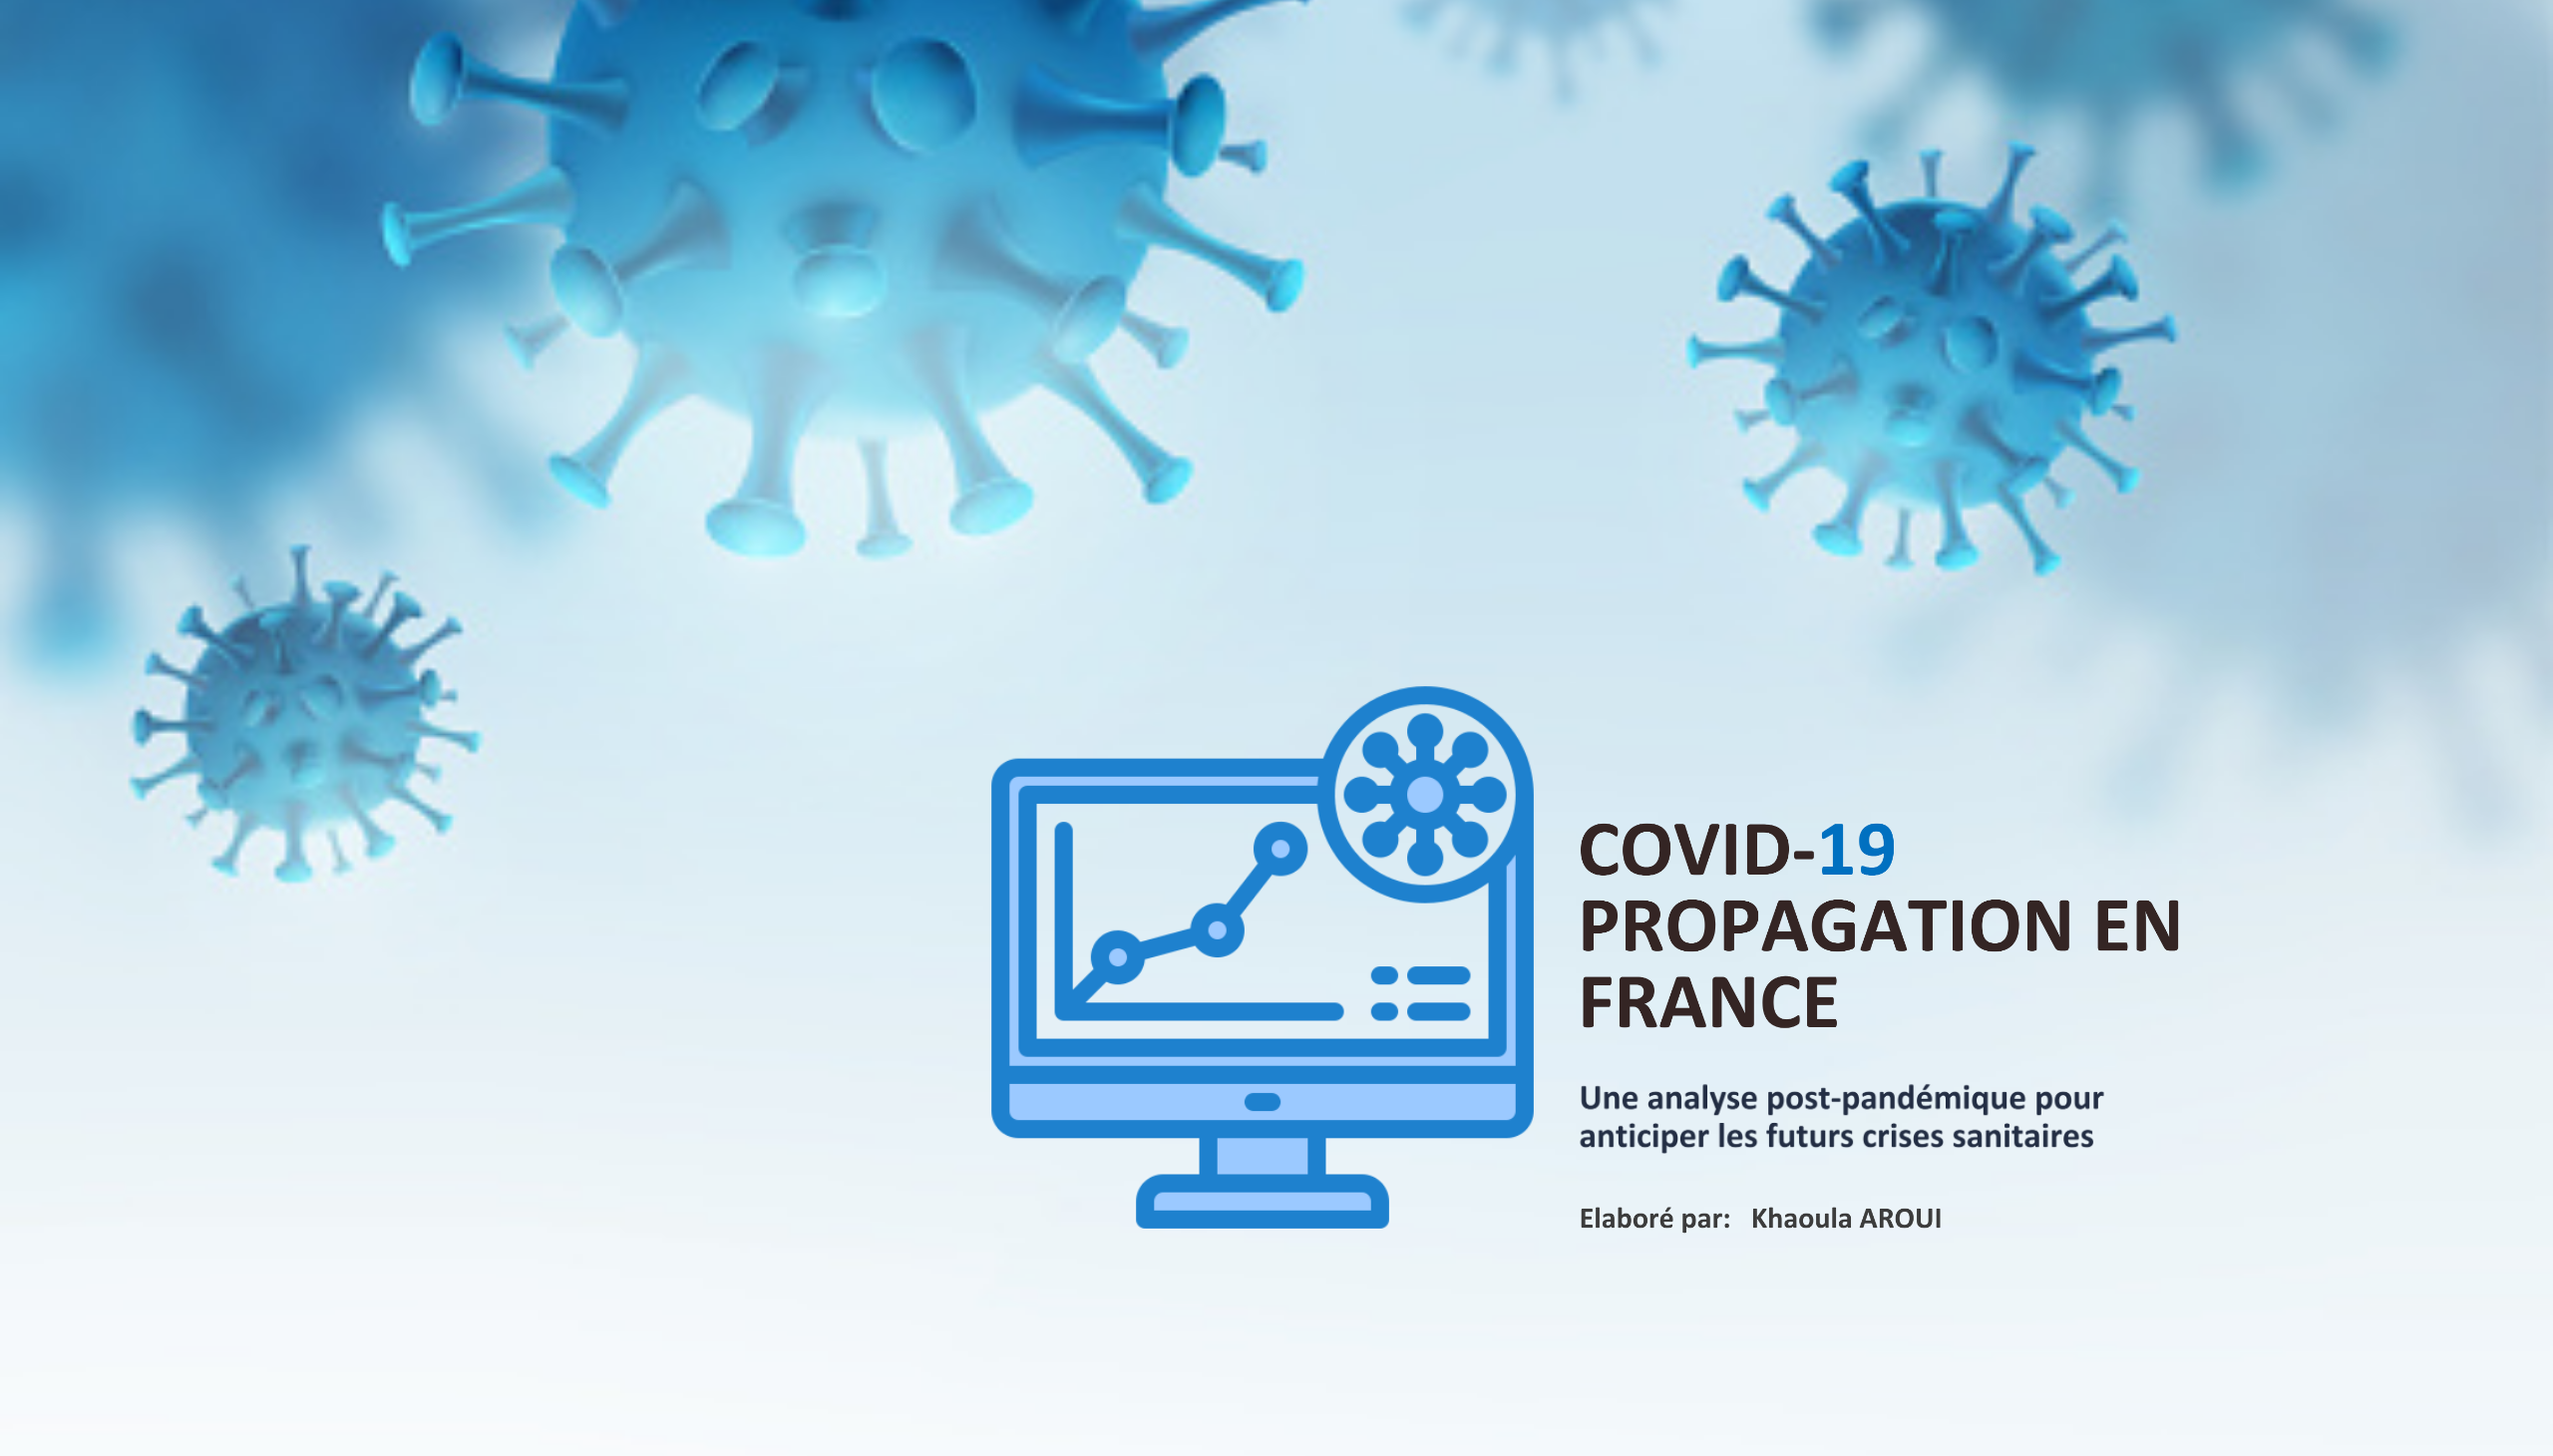 COVID-19
PROPAGATION EN
FRANCE
Une analyse post-pandémique pour
anticiper les futurs crises sanitaires
Elaboré par: Khaoula AROUI